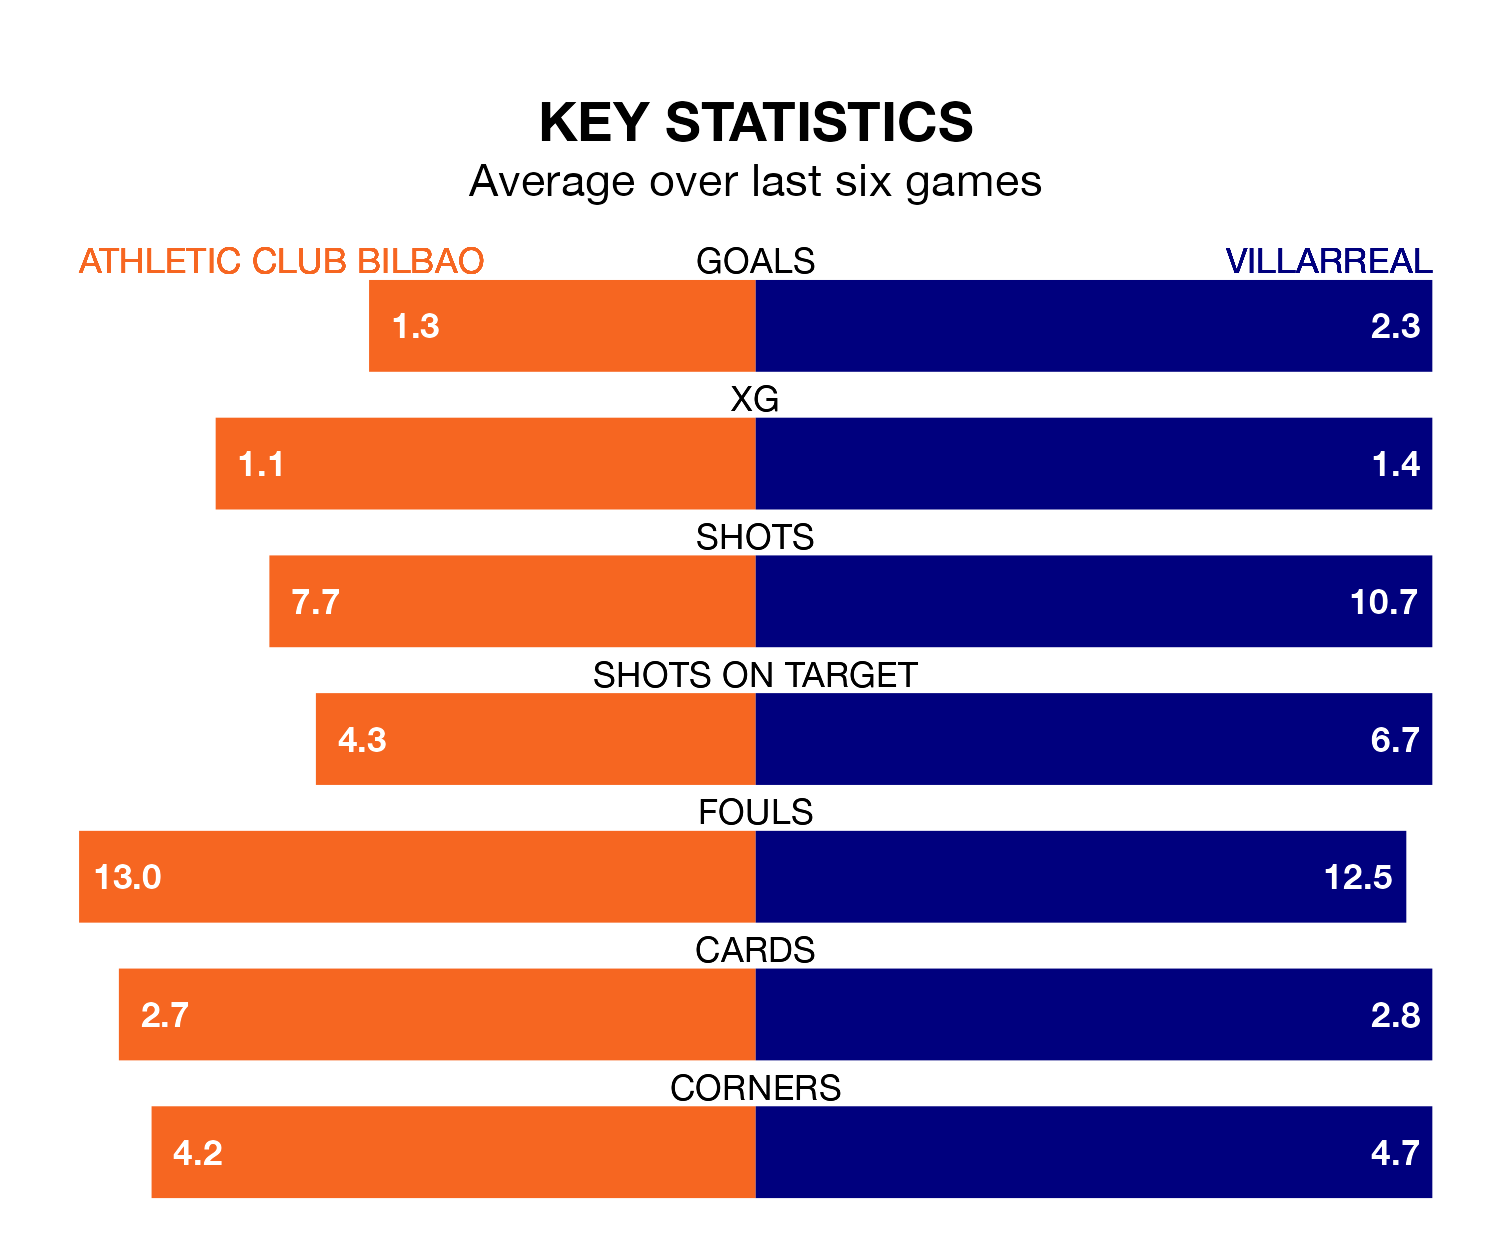 KEY STATISTICS
Average over last six games
ATHLETIC CLUB BILBAO GOALS VILLARREAL
1.3 2.3
XG
1.1 1.4
SHOTS
7.7 10.7
SHOTS ON TARGET
4.3 6.7
FOULS
13.0 12.5
CARDS
2.7 2.8
CORNERS
4.2 4.7